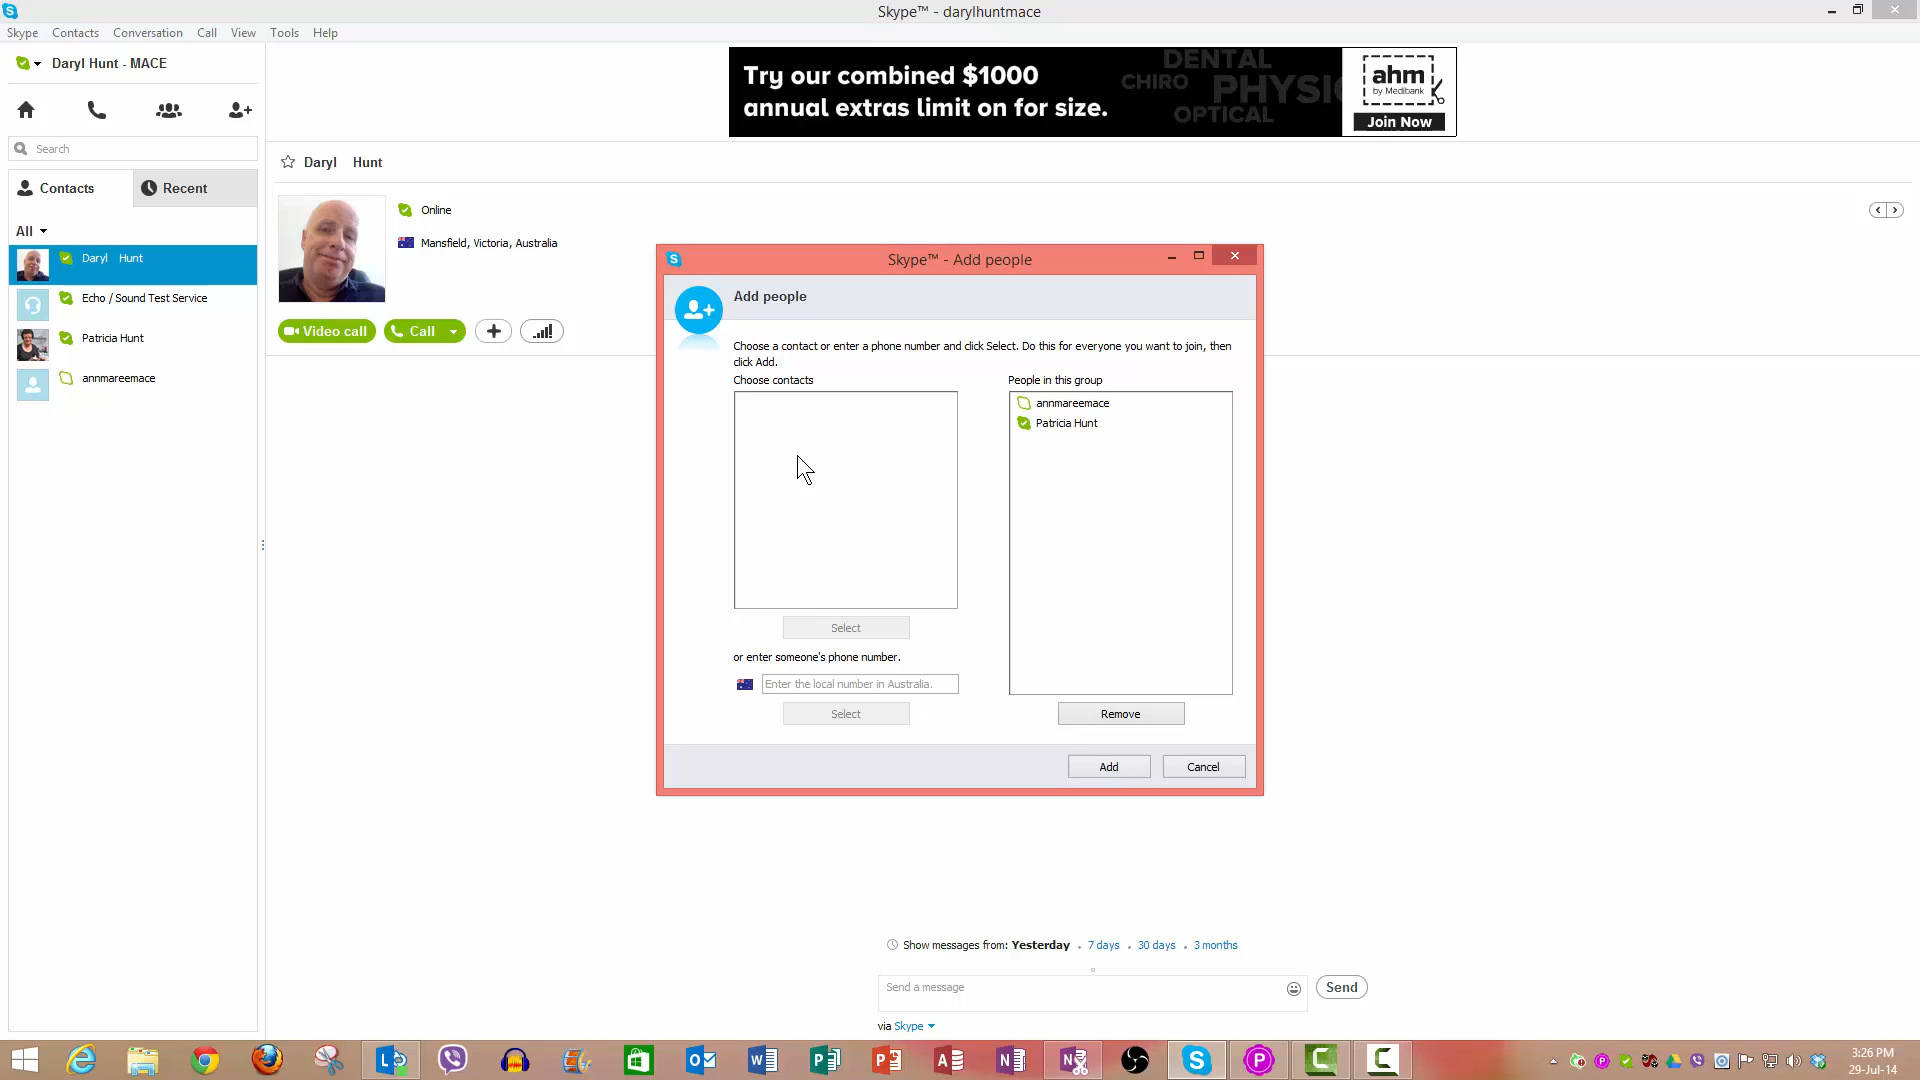 Skype™ - darylhuntmace
Skype Contacts Conversation Call View Tools Help
Daryl Hunt - MACE
Search
Contacts
Recent
All
Daryl Hunt
Echo / Sound Test Service
Patricia Hunt
annmareemace
Try our combined $1000
annual extras limit on for size.
DENTAL
CHIRO
PHYSI
OPTICAL
ahm
by Medibank
Join Now
Daryl Hunt
Online
Mansfield, Victoria, Australia
Video call
Call
Skype™ - Add people
Add people
Choose a contact or enter a phone number and click Select. Do this for everyone you want to join, then
click Add.
Choose contacts
People in this group
annmareemace
Patricia Hunt
Select
or enter someone's phone number.
Enter the local number in Australia.
Select
Remove
Add
Cancel
Show messages from: Yesterday • 7 days • 30 days • 3 months
Send a message
Send
via Skype
3:26 PM
29-Jul-14